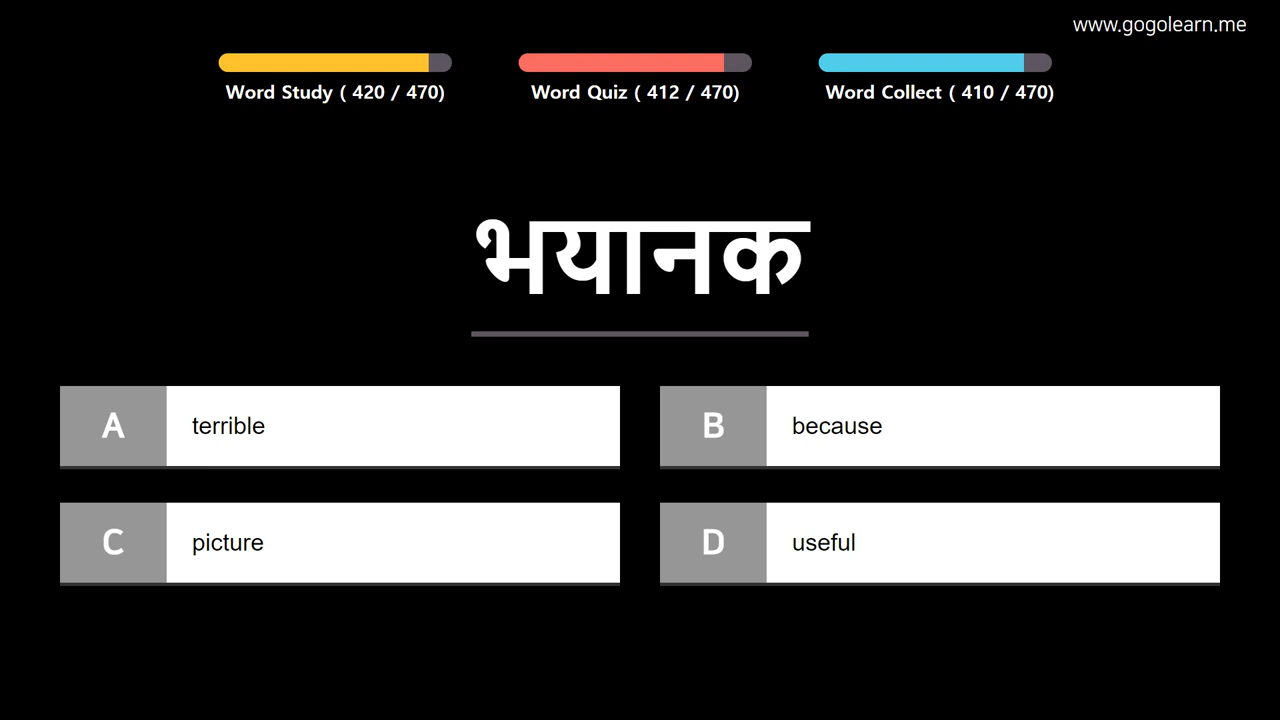 www.gogolearn.me
Word Study ( 420 / 470)
Word Quiz ( 412 / 470)
Word Collect ( 410 / 470)
भयानक
A terrible
B because
C picture
D useful